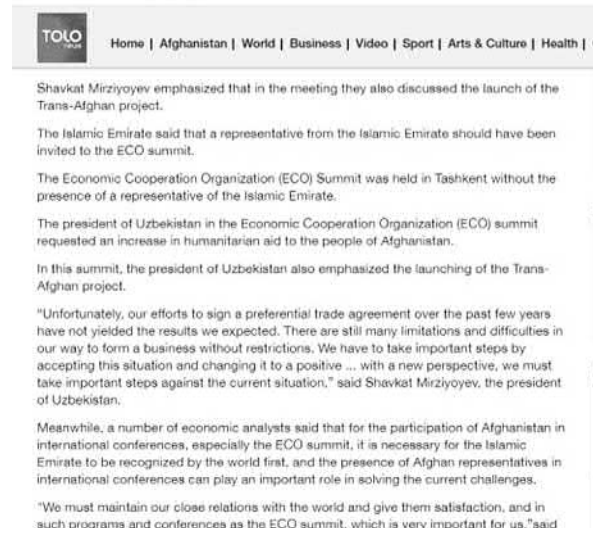 TOLO
news
Home | Afghanistan | World | Business | Video | Sport | Arts & Culture | Health |
Shavkat Mirziyoyev emphasized that in the meeting they also discussed the launch of the
Trans-Afghan project.
The Islamic Emirate said that a representative from the Islamic Emirate should have been
invited to the ECO summit.
The Economic Cooperation Organization (ECO) Summit was held in Tashkent without the
presence of a representative of the Islamic Emirate.
The president of Uzbekistan in the Economic Cooperation Organization (ECO) summit
requested an increase in humanitarian aid to the people of Afghanistan.
In this summit, the president of Uzbekistan also emphasized the launching of the Trans-
Afghan project.
"Unfortunately, our efforts to sign a preferential trade agreement over the past few years
have not yielded the results we expected. There are still many limitations and difficulties in
our way to form a business without restrictions. We have to take important steps by
accepting this situation and changing it to a positive ... with a new perspective, we must
take important steps against the current situation," said Shavkat Mirziyoyev, the president
of Uzbekistan.
Meanwhile, a number of economic analysts said that for the participation of Afghanistan in
international conferences, especially the ECO summit, it is necessary for the Islamic
Emirate to be recognized by the world first, and the presence of Afghan representatives in
international conferences can play an important role in solving the current challenges.
"We must maintain our close relations with the world and give them satisfaction, and in
such programs and conferences as the ECO summit, which is very important for us,"said